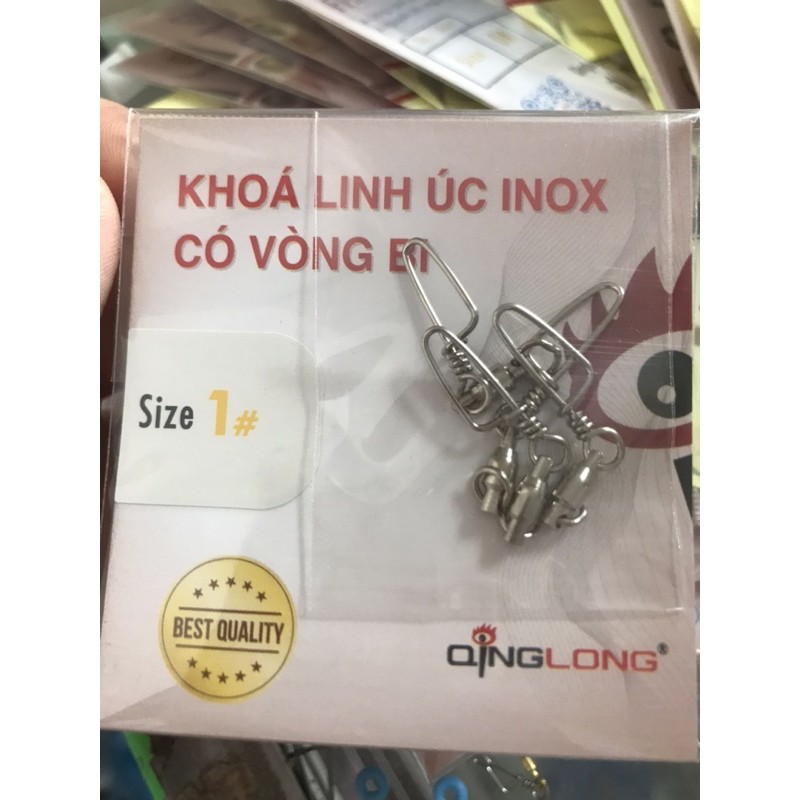 KHOÁ LINH ÚC INOX
CÓ VÒNG BI
Size 1#
BEST QUALITY
QINGLONG®